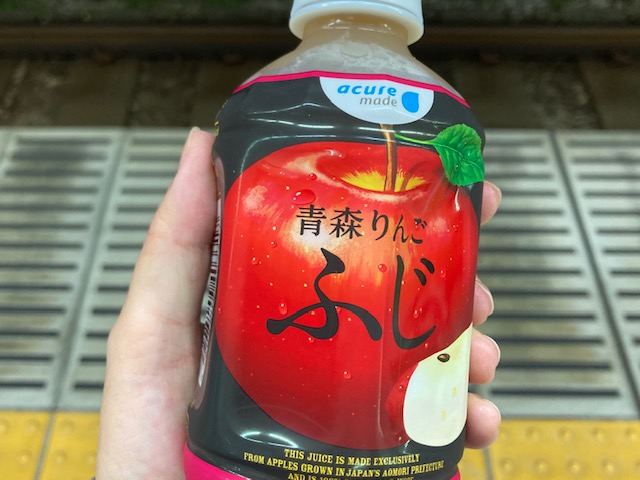 acure
made
青森りんご
ふじ
THIS JUICE IS MADE EXCLUSIVELY
FROM APPLES GROWN IN JAPAN'S AOMORI PREFECTURE
AND IS